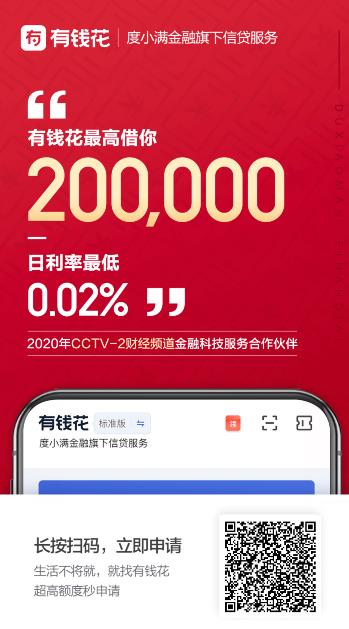 有钱花 | 度小满金融旗下信贷服务
有钱花最高借你
200,000
日利率最低
0.02%
2020年CCTV-2财经频道金融科技服务合作伙伴
有钱花 标准版
度小满金融旗下信贷服务
长按扫码，立即申请
生活不将就，就找有钱花
超高额度秒申请